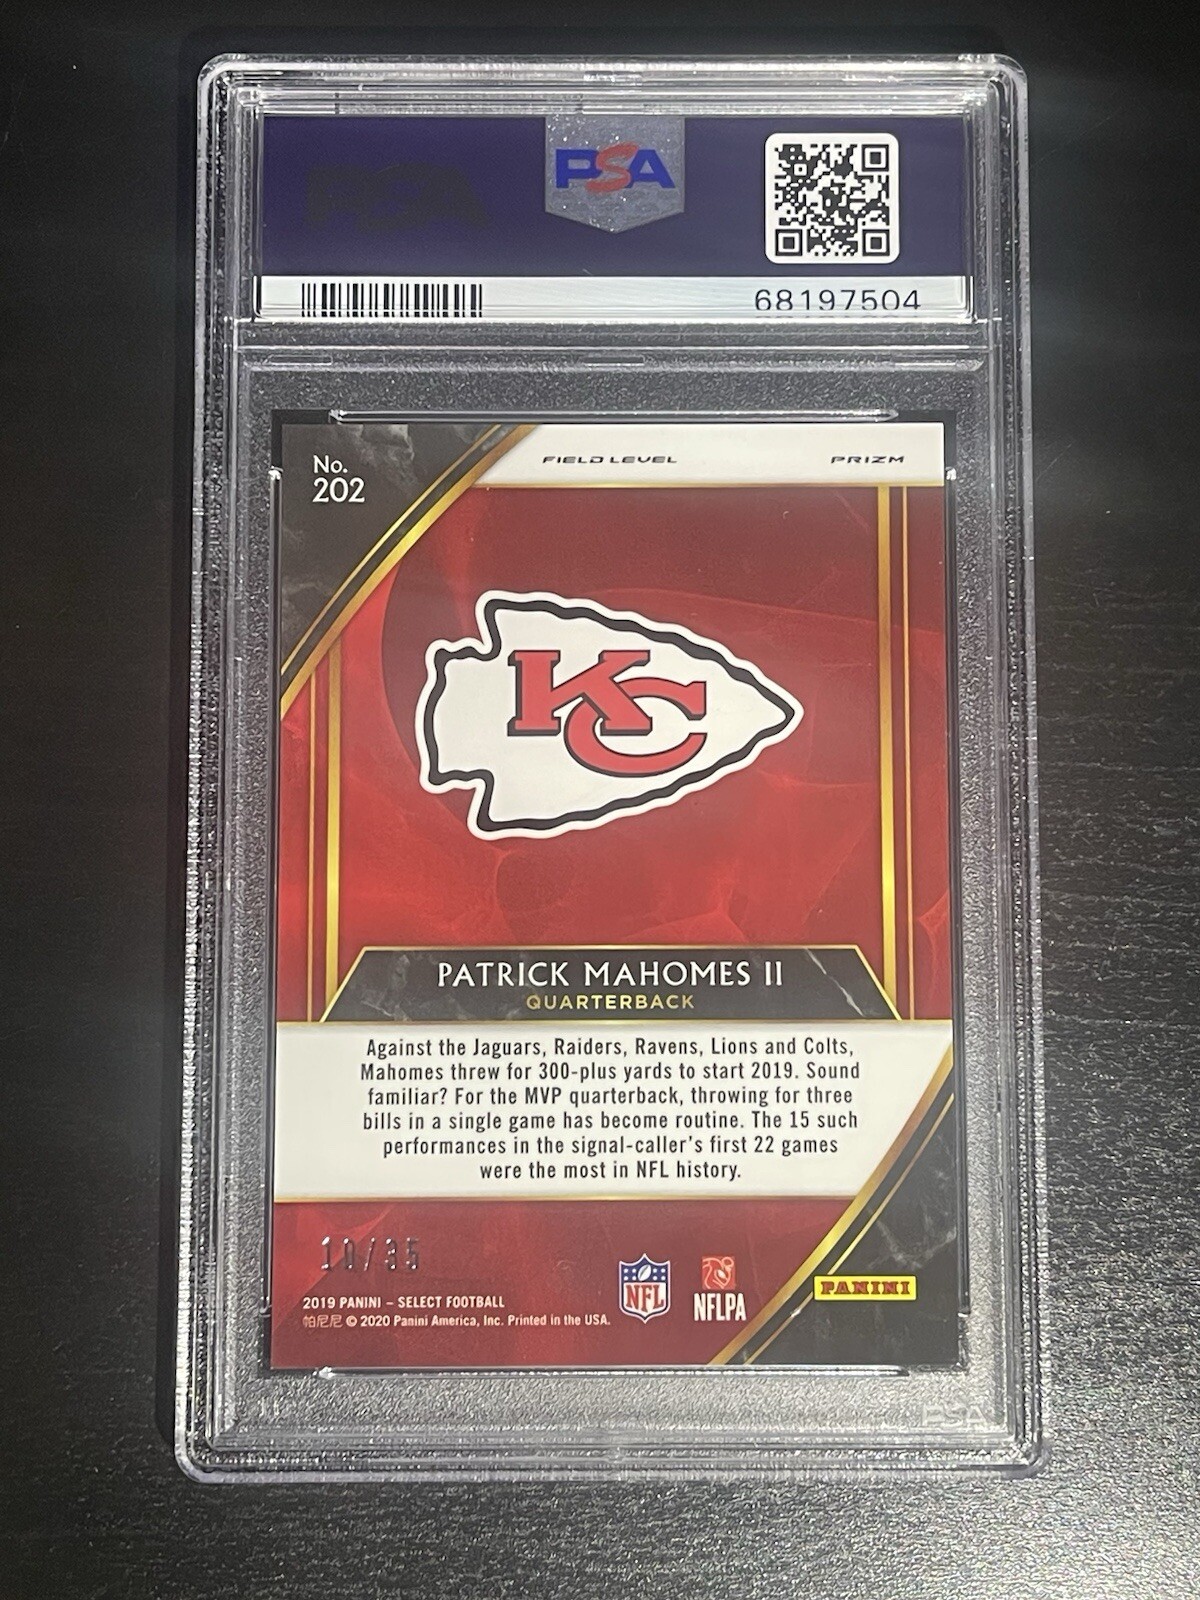 PSA
68197504
No.
202
FIELD LEVEL
PRIZM
KC
PATRICK MAHOMES II
QUARTERBACK
Against the Jaguars, Raiders, Ravens, Lions and Colts,
Mahomes threw for 300-plus yards to start 2019. Sound
familiar? For the MVP quarterback, throwing for three
bills in a single game has become routine. The 15 such
performances in the signal-caller's first 22 games
were the most in NFL history.
10/35
2019 PANINI – SELECT FOOTBALL
帕尼尼 © 2020 Panini America, Inc. Printed in the USA.
NFL
NFLPA
PANINI
PSA